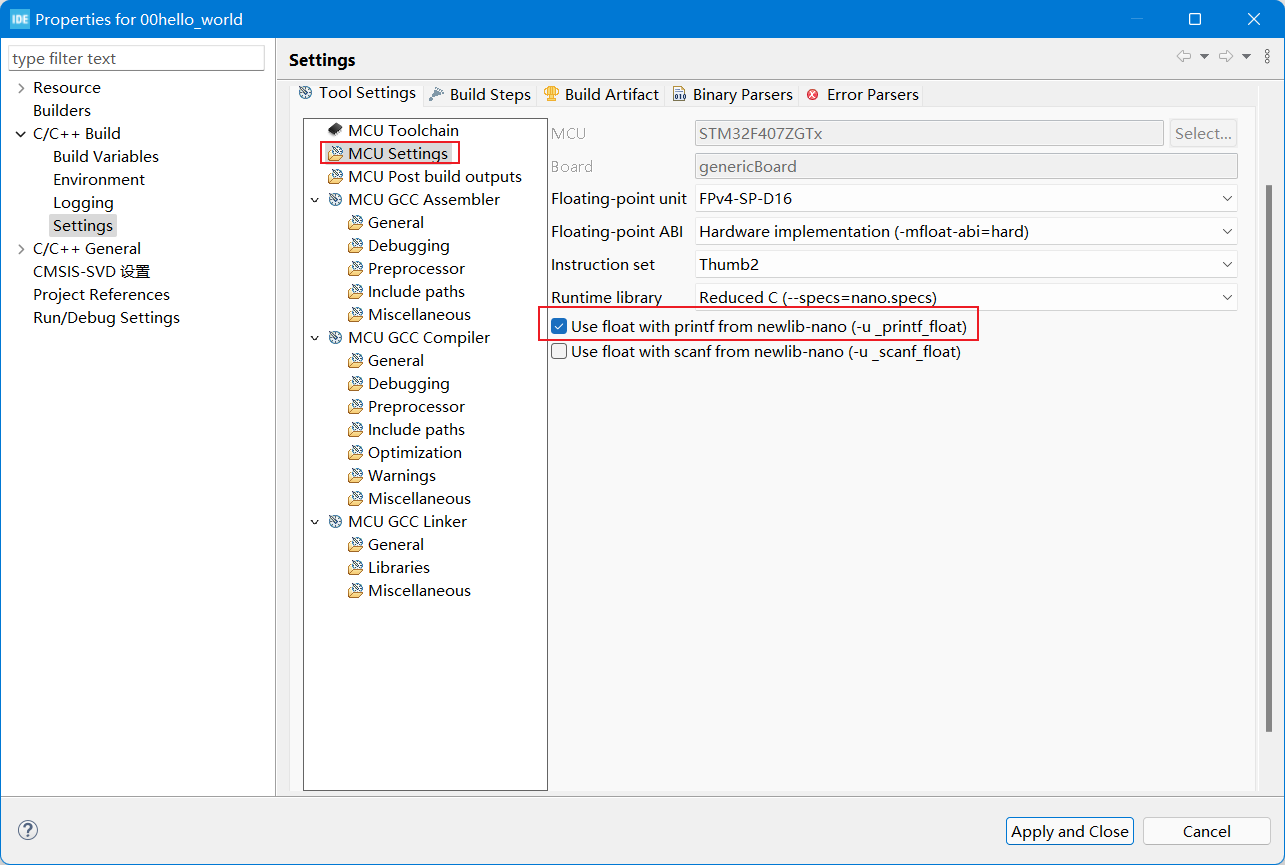 IDE Properties for 00hello_world
type filter text
Resource
Builders
C/C++ Build
Build Variables
Environment
Logging
Settings
C/C++ General
CMSIS-SVD 设置
Project References
Run/Debug Settings
Settings
Tool Settings
Build Steps
Build Artifact
Binary Parsers
Error Parsers
MCU Toolchain
MCU Settings
MCU Post build outputs
MCU GCC Assembler
General
Debugging
Preprocessor
Include paths
Miscellaneous
MCU GCC Compiler
General
Debugging
Preprocessor
Include paths
Optimization
Warnings
Miscellaneous
MCU GCC Linker
General
Libraries
Miscellaneous
MCU STM32F407ZGTx Select...
Board genericBoard
Floating-point unit FPv4-SP-D16
Floating-point ABI Hardware implementation (-mfloat-abi=hard)
Instruction set Thumb2
Runtime library Reduced C (--specs=nano.specs)
Use float with printf from newlib-nano (-u _printf_float)
Use float with scanf from newlib-nano (-u _scanf_float)
?
Apply and Close
Cancel